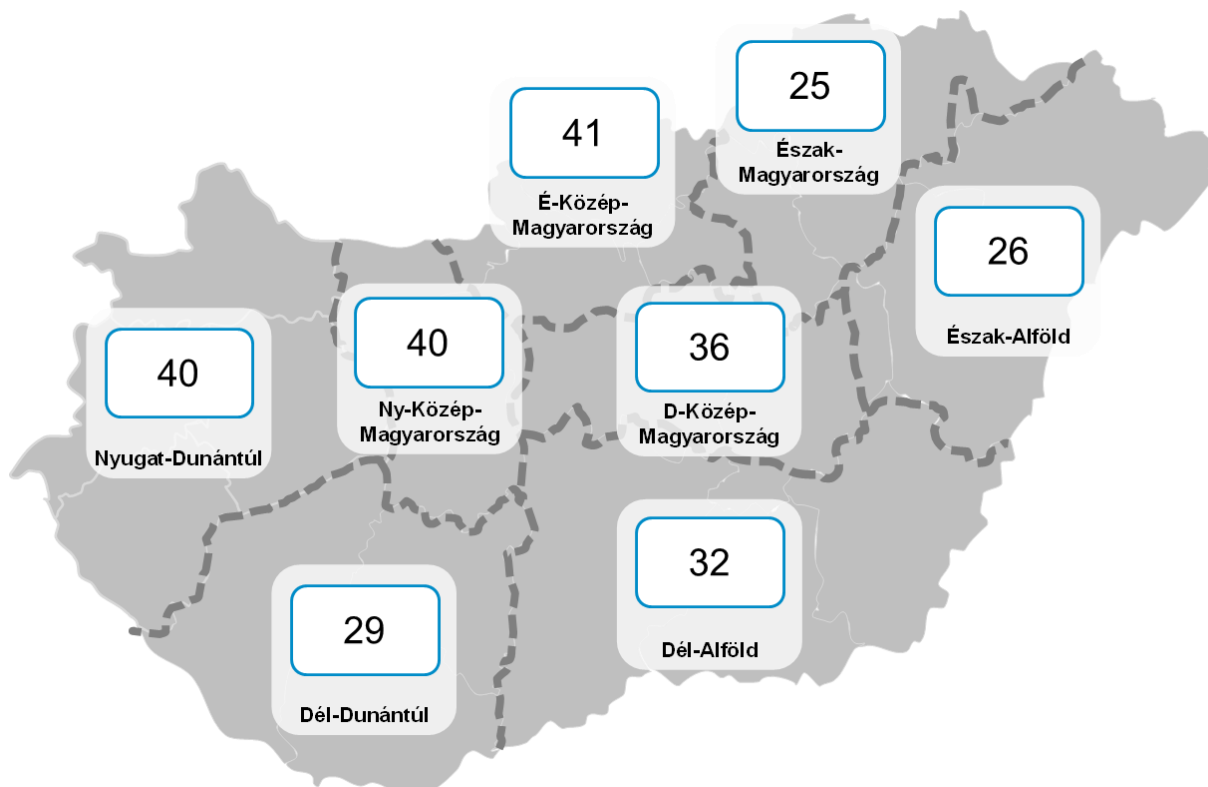 25
Észak-
Magyarország
41
É-Közép-
Magyarország
26
Észak-Alföld
40
Ny-Közép-
Magyarország
36
D-Közép-
Magyarország
40
Nyugat-Dunántúl
32
Dél-Alföld
29
Dél-Dunántúl